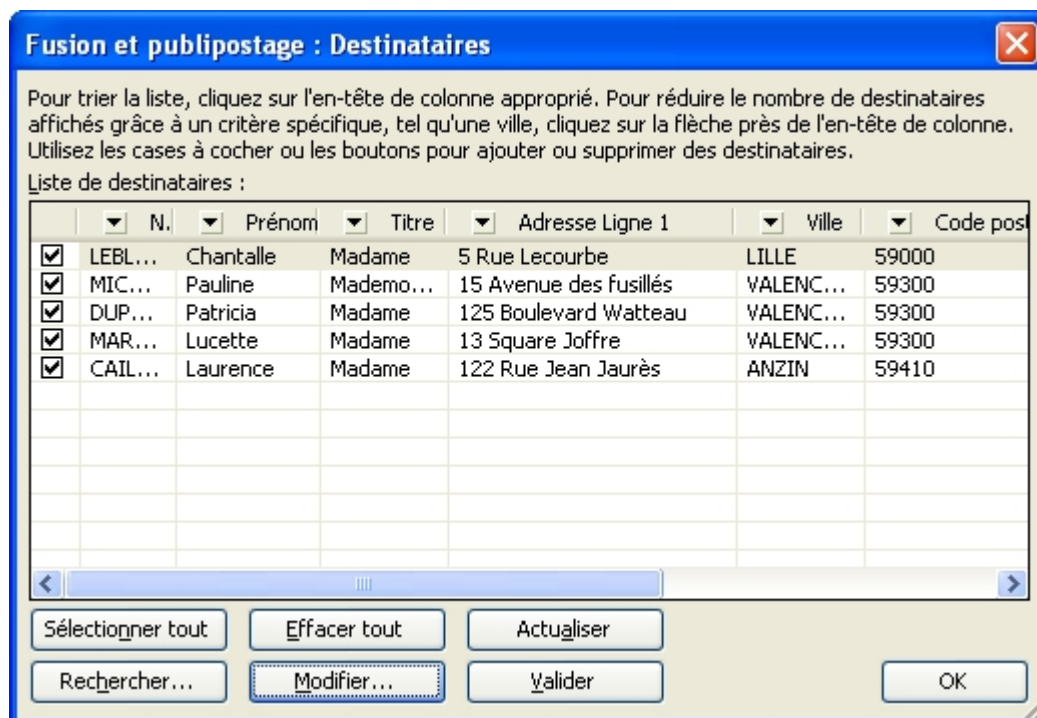 Fusion et publipostage : Destinataires
Pour trier la liste, cliquez sur l'en-tête de colonne approprié. Pour réduire le nombre de destinataires
affichés grâce à un critère spécifique, tel qu'une ville, cliquez sur la flèche près de l'en-tête de colonne.
Utilisez les cases à cocher ou les boutons pour ajouter ou supprimer des destinataires.
Liste de destinataires :
N. Prénom Titre Adresse Ligne 1 Ville Code post
LEBL... Chantalle Madame 5 Rue Lecourbe LILLE 59000
MIC... Pauline Mademo... 15 Avenue des fusillés VALENC... 59300
DUP... Patricia Madame 125 Boulevard Watteau VALENC... 59300
MAR... Lucette Madame 13 Square Joffre VALENC... 59300
CAIL... Laurence Madame 122 Rue Jean Jaurès ANZIN 59410
Sélectionner tout Effacer tout Actualiser
Rechercher... Modifier... Valider OK